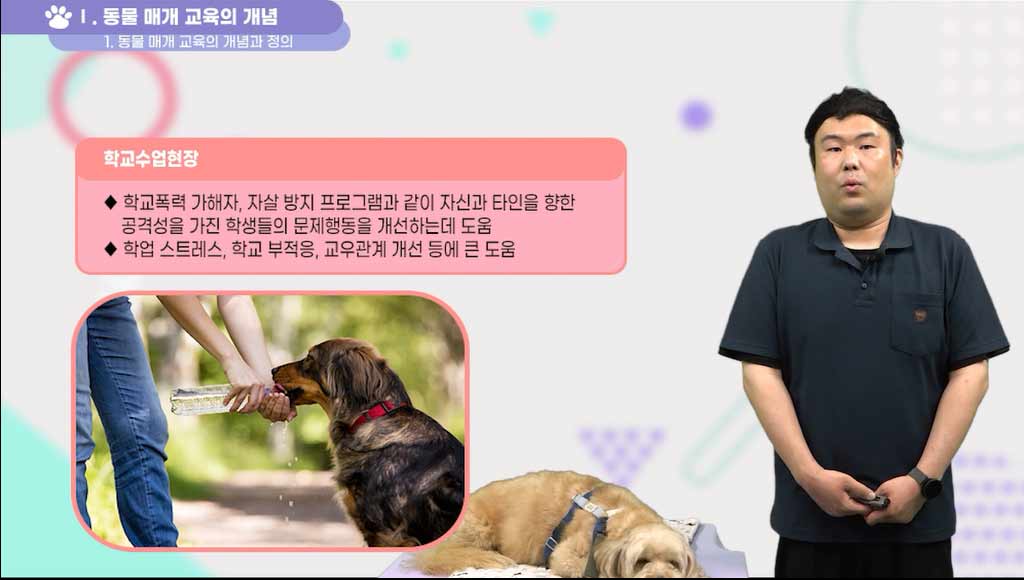 Ⅰ. 동물 매개 교육의 개념
1. 동물 매개 교육의 개념과 정의
학교수업현장
◆ 학교폭력 가해자, 자살 방지 프로그램과 같이 자신과 타인을 향한
공격성을 가진 학생들의 문제행동을 개선하는데 도움
◆ 학업 스트레스, 학교 부적응, 교우관계 개선 등에 큰 도움